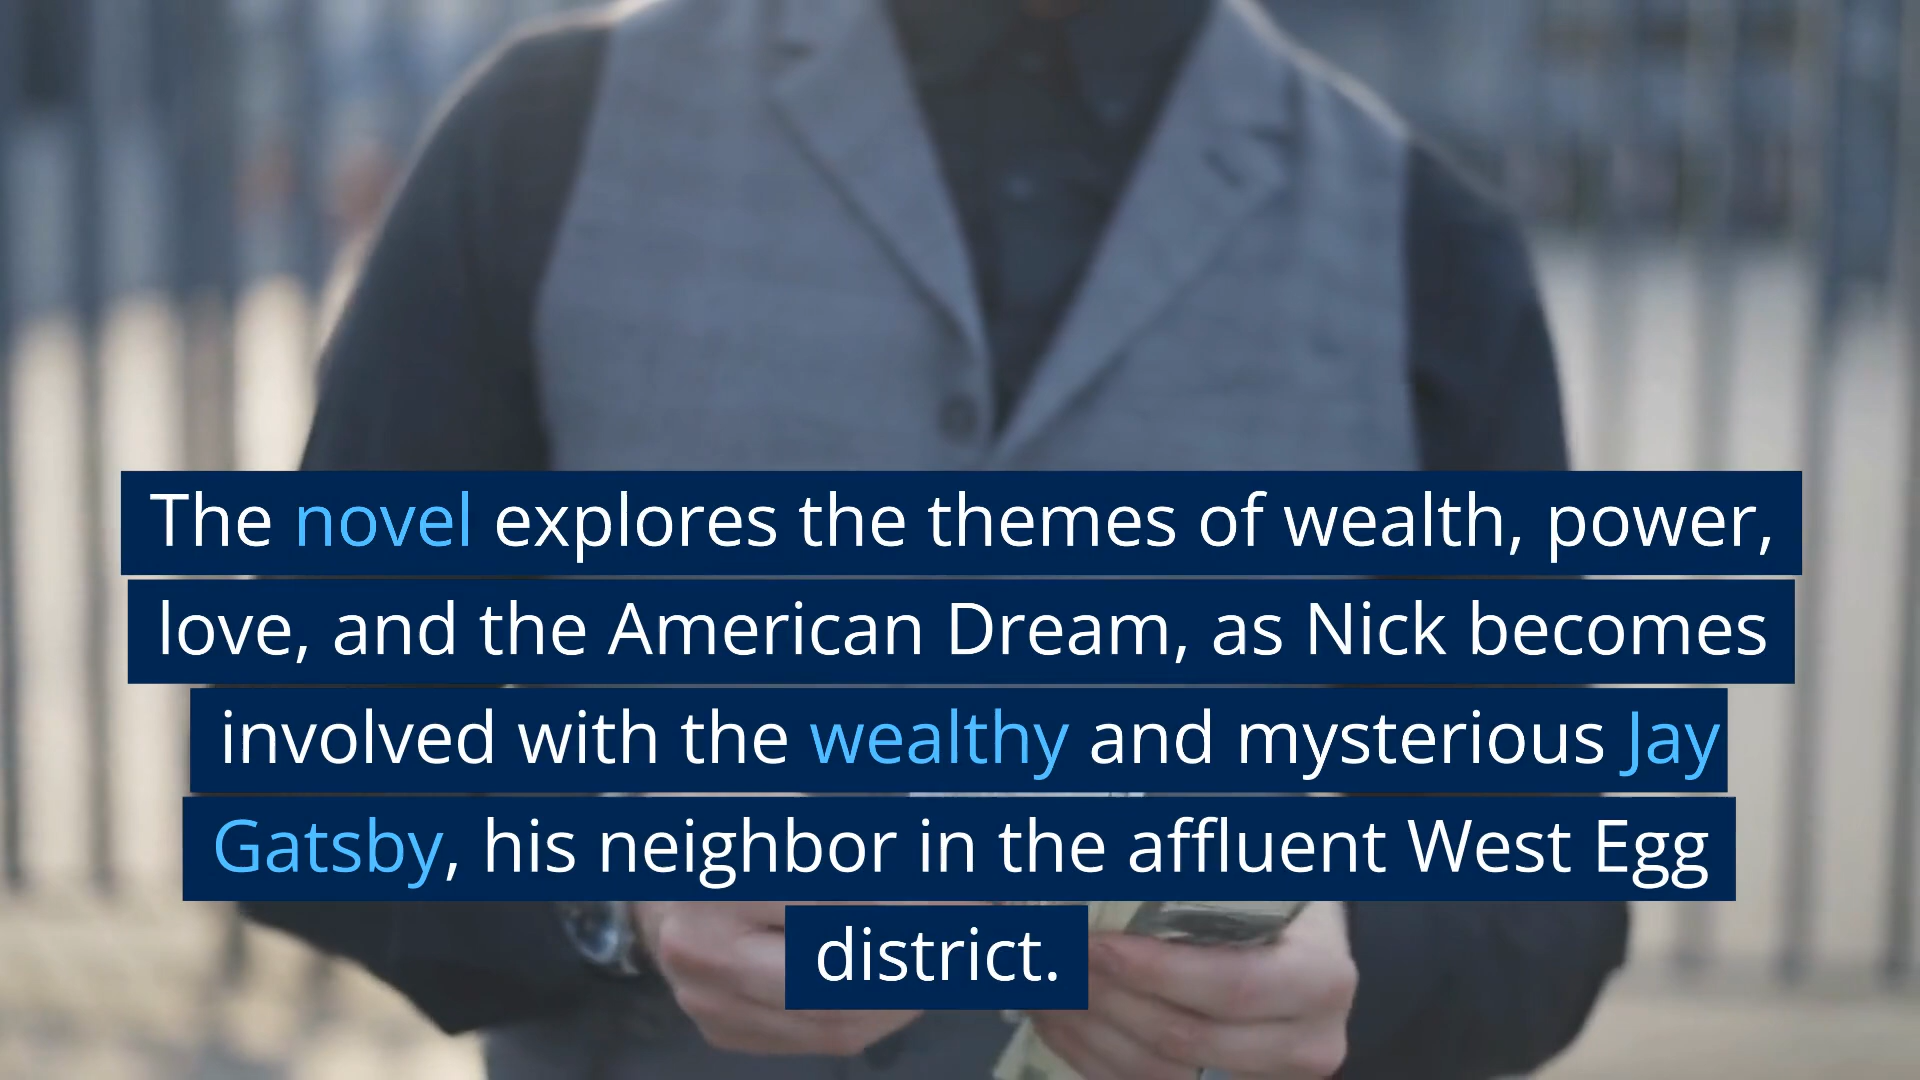 The novel explores the themes of wealth, power,
love, and the American Dream, as Nick becomes
involved with the wealthy and mysterious Jay
Gatsby, his neighbor in the affluent West Egg
district.